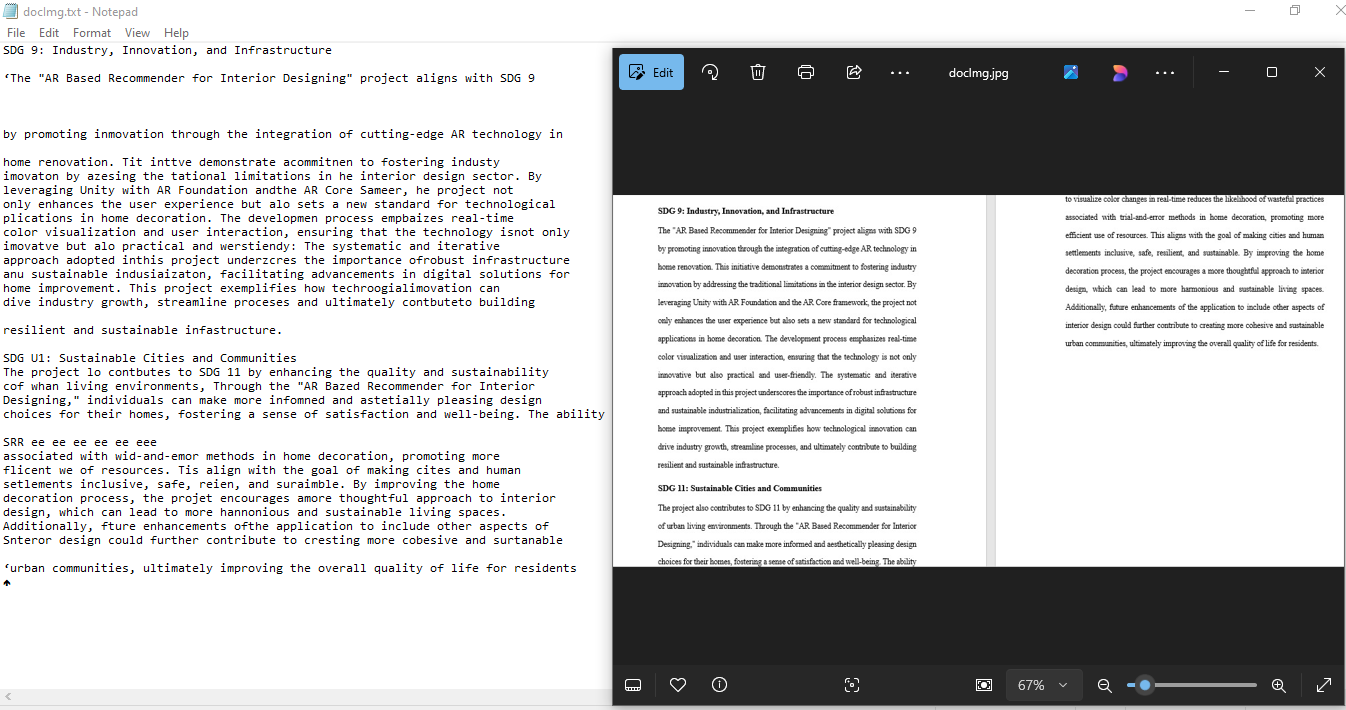 docImg.txt - Notepad
File Edit Format View Help
SDG 9: Industry, Innovation, and Infrastructure
‘The "AR Based Recommender for Interior Designing" project aligns with SDG 9
by promoting inmovation through the integration of cutting-edge AR technology in
home renovation. Tit inttve demonstrate acommitnen to fostering industy
imovaton by azesing the tational limitations in he interior design sector. By
leveraging Unity with AR Foundation andthe AR Core Sameer, he project not
only enhances the user experience but alo sets a new standard for technological
plications in home decoration. The developmen process empbaizes real-time
color visualization and user interaction, ensuring that the technology isnot only
imovatve but alo practical and werstiendy: The systematic and iterative
approach adopted inthis project underzcres the importance ofrobust infrastructure
anu sustainable indusiaizaton, facilitating advancements in digital solutions for
home improvement. This project exemplifies how techroogialimovation can
dive industry growth, streamline proceses and ultimately contbuteto building
resilient and sustainable infastructure.
SDG U1: Sustainable Cities and Communities
The project lo contbutes to SDG 11 by enhancing the quality and sustainability
cof whan living environments, Through the "AR Bazed Recommender for Interior
Designing," individuals can make more infomned and astetially pleasing design
choices for their homes, fostering a sense of satisfaction and well-being. The ability
SRR ee ee ee ee ee eee
associated with wid-and-emor methods in home decoration, promoting more
flicent we of resources. Tis align with the goal of making cites and human
setlements inclusive, safe, reien, and suraimble. By improving the home
decoration process, the projet encourages amore thoughtful approach to interior
design, which can lead to more hannonious and sustainable living spaces.
Additionally, fture enhancements ofthe application to include other aspects of
Snteror design could further contribute to cresting more cobesive and surtanable
‘urban communities, ultimately improving the overall quality of life for residents
Edit
docImg.jpg
SDG 9: Industry, Innovation, and Infrastructure
The "AR Based Recommender for Interior Designing" project aligns with SDG 9
by promoting innovation through the integration of cutting-edge AR technology in
home renovation. This initiative demonstrates a commitment to fostering industry
innovation by addressing the traditional limitations in the interior design sector. By
leveraging Unity with AR Foundation and the AR Core framework, the project not
only enhances the user experience but also sets a new standard for technological
applications in home decoration. The development process emphasizes real-time
color visualization and user interaction, ensuring that the technology is not only
innovative but also practical and user-friendly. The systematic and iterative
approach adopted in this project underscores the importance of robust infrastructure
and sustainable industrialization, facilitating advancements in digital solutions for
home improvement. This project exemplifies how technological innovation can
drive industry growth, streamline processes, and ultimately contribute to building
resilient and sustainable infrastructure.
SDG 11: Sustainable Cities and Communities
The project also contributes to SDG 11 by enhancing the quality and sustainability
of urban living environments. Through the "AR Based Recommender for Interior
Designing," individuals can make more informed and aesthetically pleasing design
choices for their homes, fostering a sense of satisfaction and well-being. The ability
to visualize color changes in real-time reduces the likelihood of wasteful practices
associated with trial-and-error methods in home decoration, promoting more
efficient use of resources. This aligns with the goal of making cities and human
settlements inclusive, safe, resilient, and sustainable. By improving the home
decoration process, the project encourages a more thoughtful approach to interior
design, which can lead to more harmonious and sustainable living spaces.
Additionally, future enhancements of the application to include other aspects of
interior design could further contribute to creating more cohesive and sustainable
urban communities, ultimately improving the overall quality of life for residents.
67%